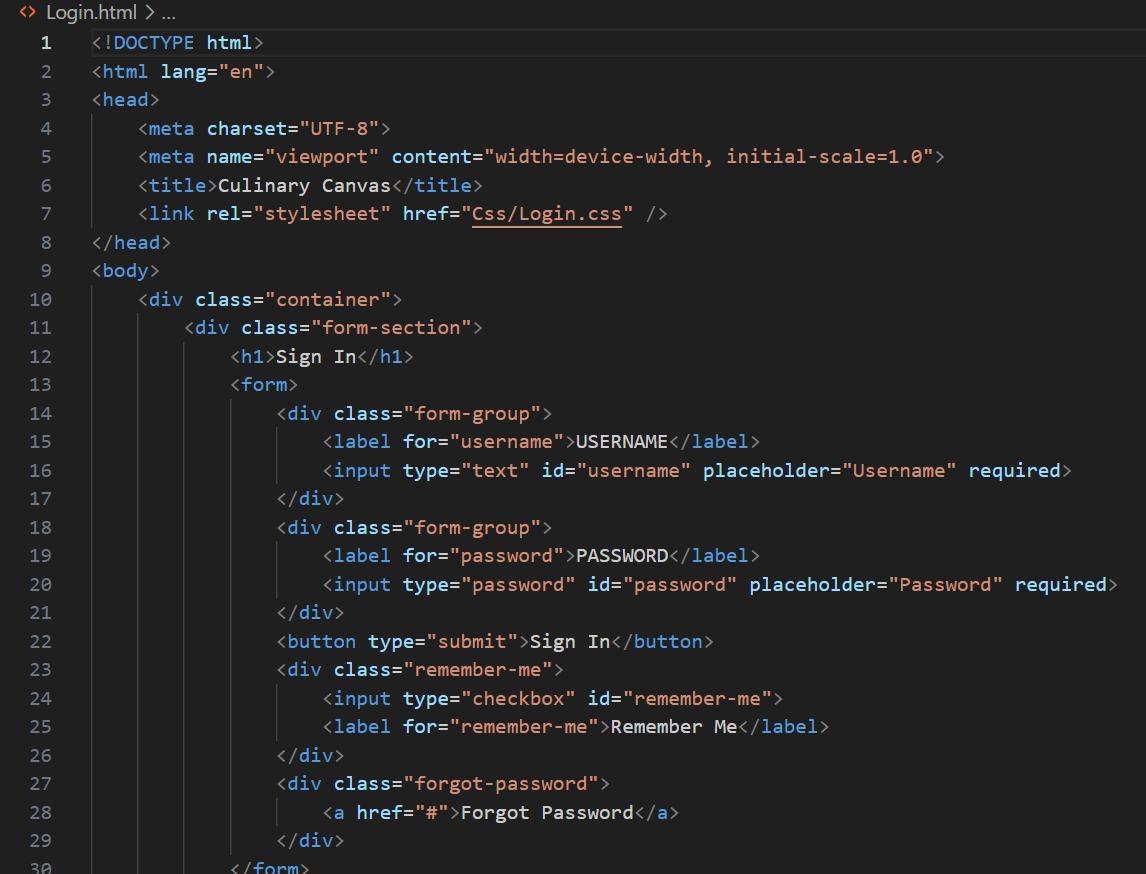 <> Login.html > ...
1 <!DOCTYPE html>
2 <html lang="en">
3 <head>
4     <meta charset="UTF-8">
5     <meta name="viewport" content="width=device-width, initial-scale=1.0">
6     <title>Culinary Canvas</title>
7     <link rel="stylesheet" href="Css/Login.css" />
8 </head>
9 <body>
10     <div class="container">
11         <div class="form-section">
12             <h1>Sign In</h1>
13             <form>
14                 <div class="form-group">
15                     <label for="username">USERNAME</label>
16                     <input type="text" id="username" placeholder="Username" required>
17                 </div>
18                 <div class="form-group">
19                     <label for="password">PASSWORD</label>
20                     <input type="password" id="password" placeholder="Password" required>
21                 </div>
22                 <button type="submit">Sign In</button>
23                 <div class="remember-me">
24                     <input type="checkbox" id="remember-me">
25                     <label for="remember-me">Remember Me</label>
26                 </div>
27                 <div class="forgot-password">
28                     <a href="#">Forgot Password</a>
29                 </div>
30             </form>